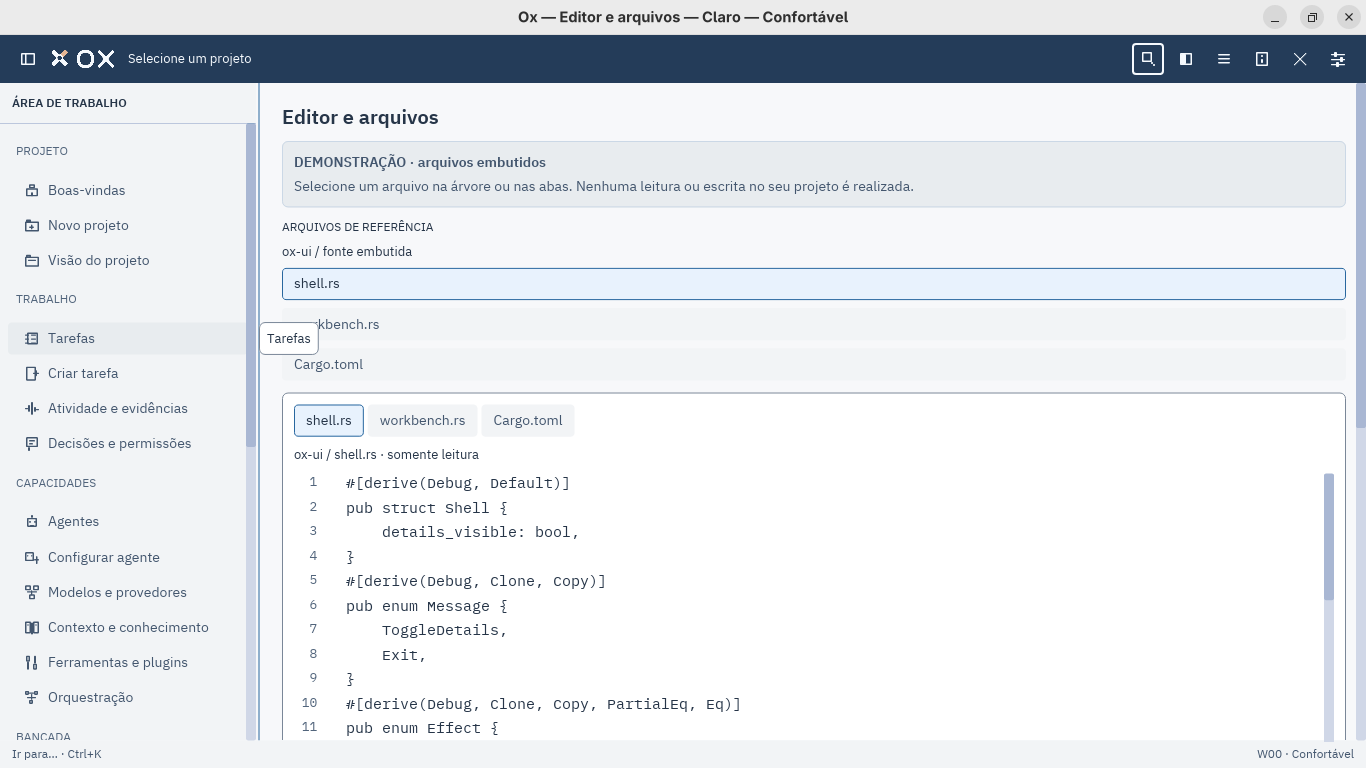 Ox — Editor e arquivos — Claro — Confortável
OX Selecione um projeto
ÁREA DE TRABALHO
PROJETO
Boas-vindas
Novo projeto
Visão do projeto
TRABALHO
Tarefas
Criar tarefa
Atividade e evidências
Decisões e permissões
CAPACIDADES
Agentes
Configurar agente
Modelos e provedores
Contexto e conhecimento
Ferramentas e plugins
Orquestração
BANCADA
Tarefas
Editor e arquivos
DEMONSTRAÇÃO · arquivos embutidos
Selecione um arquivo na árvore ou nas abas. Nenhuma leitura ou escrita no seu projeto é realizada.
ARQUIVOS DE REFERÊNCIA
ox-ui / fonte embutida
shell.rs
rkbench.rs
Cargo.toml
shell.rs workbench.rs Cargo.toml
ox-ui / shell.rs · somente leitura
1 #[derive(Debug, Default)]
2 pub struct Shell {
3     details_visible: bool,
4 }
5 #[derive(Debug, Clone, Copy)]
6 pub enum Message {
7     ToggleDetails,
8     Exit,
9 }
10 #[derive(Debug, Clone, Copy, PartialEq, Eq)]
11 pub enum Effect {
Ir para... · Ctrl+K
W00 · Confortável